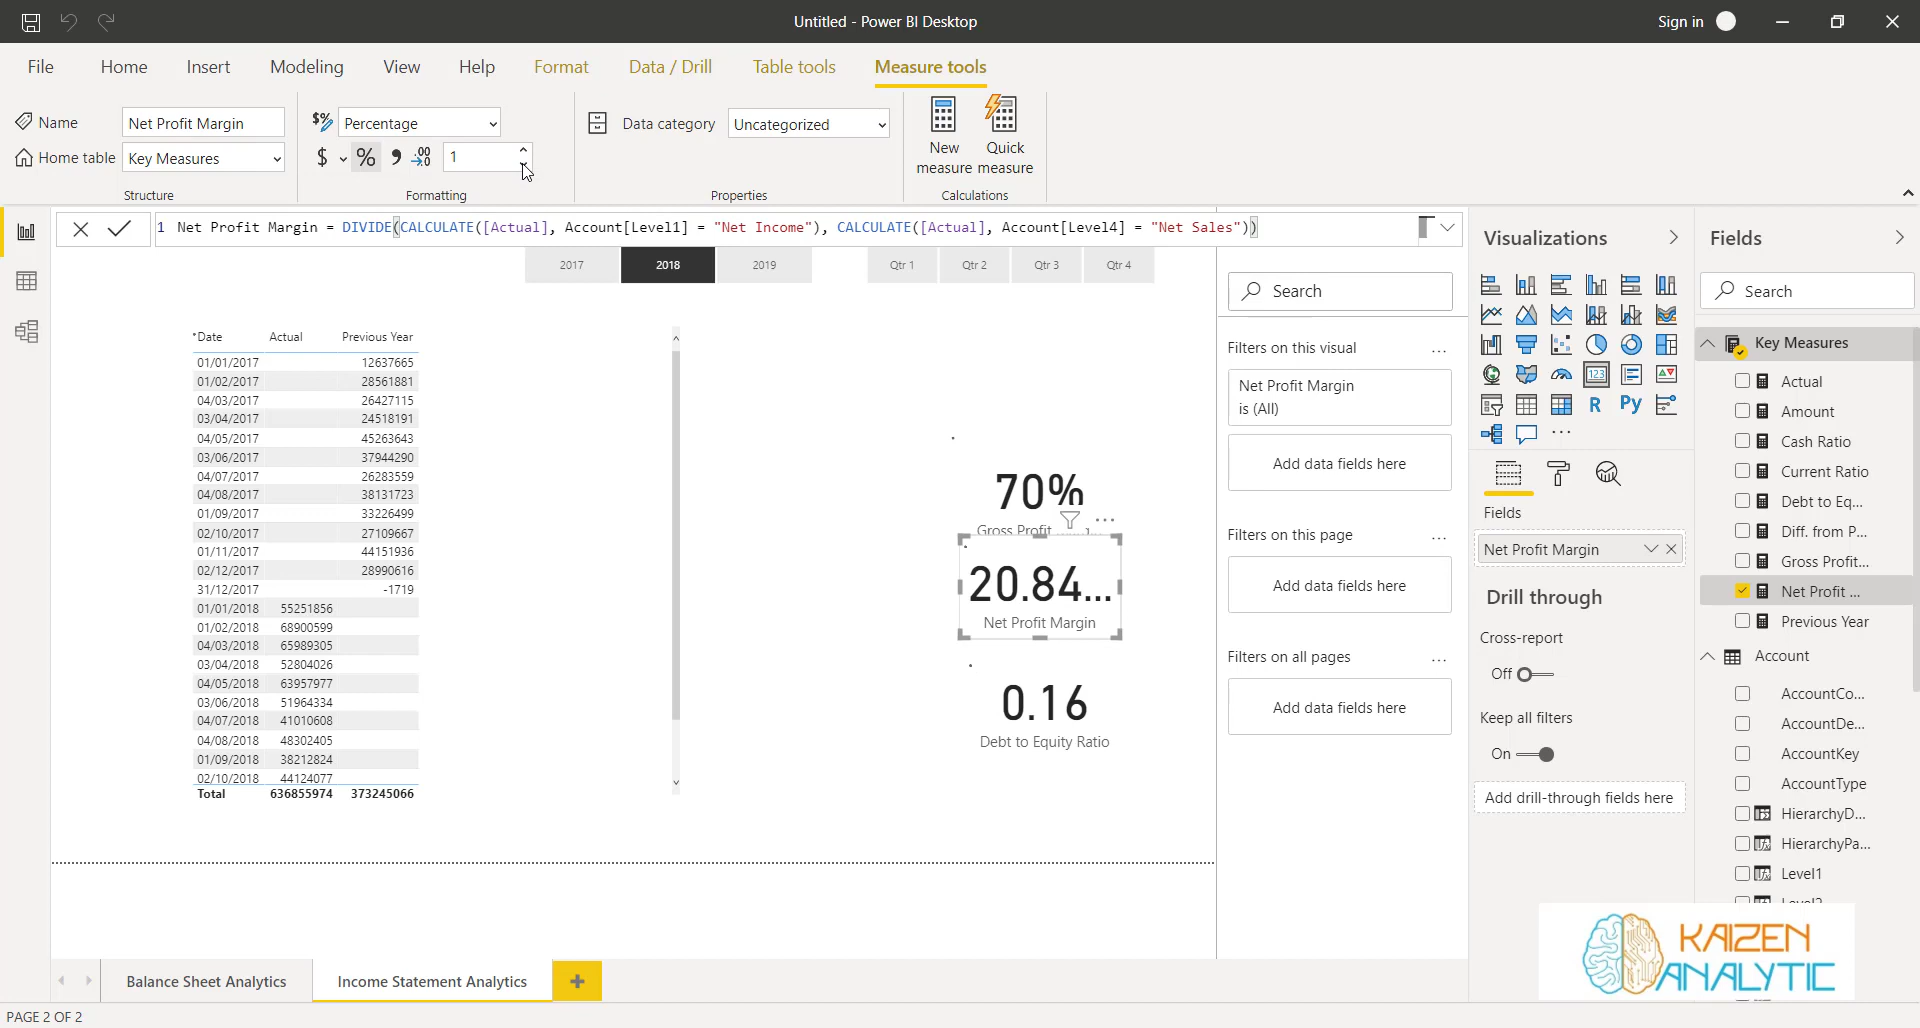 Untitled - Power BI Desktop
Sign in
File
Home
Insert
Modeling
View
Help
Format
Data / Drill
Table tools
Measure tools
Name
Net Profit Margin
Home table
Key Measures
Structure
Percentage
$
%
1
Formatting
Data category
Uncategorized
Properties
New measure
Quick measure
Calculations
1 Net Profit Margin = DIVIDE(CALCULATE([Actual], Account[Level1] = "Net Income"), CALCULATE([Actual], Account[Level4] = "Net Sales"))
2017 2018 2019
Qtr 1 Qtr 2 Qtr 3 Qtr 4
Date Actual Previous Year
01/01/2017 12637665
01/02/2017 28561881
04/03/2017 26427115
03/04/2017 24518191
04/05/2017 45263643
03/06/2017 37944290
04/07/2017 26283559
04/08/2017 38131723
01/09/2017 33226499
02/10/2017 27109667
01/11/2017 44151936
02/12/2017 28990616
31/12/2017 -1719
01/01/2018 55251856
01/02/2018 68900599
04/03/2018 65989305
03/04/2018 52804026
04/05/2018 63957977
03/06/2018 51964334
04/07/2018 41010608
04/08/2018 48302405
01/09/2018 38212824
02/10/2018 44124077
Total 636855974 373245066
70%
Gross Profit
20.84...
Net Profit Margin
0.16
Debt to Equity Ratio
Search
Filters on this visual
...
Net Profit Margin
is (All)
Add data fields here
Filters on this page
...
Add data fields here
Filters on all pages
...
Add data fields here
Visualizations
R
Py
...
Fields
Net Profit Margin
Drill through
Cross-report
Off
Keep all filters
On
Add drill-through fields here
Fields
Search
Key Measures
Actual
Amount
Cash Ratio
Current Ratio
Debt to Eq...
Diff. from P...
Gross Profit...
Net Profit ...
Previous Year
Account
AccountCo...
AccountDe...
AccountKey
AccountType
HierarchyD...
HierarchyPa...
Level1
KAIZEN
ANALYTIC
Balance Sheet Analytics
Income Statement Analytics
PAGE 2 OF 2